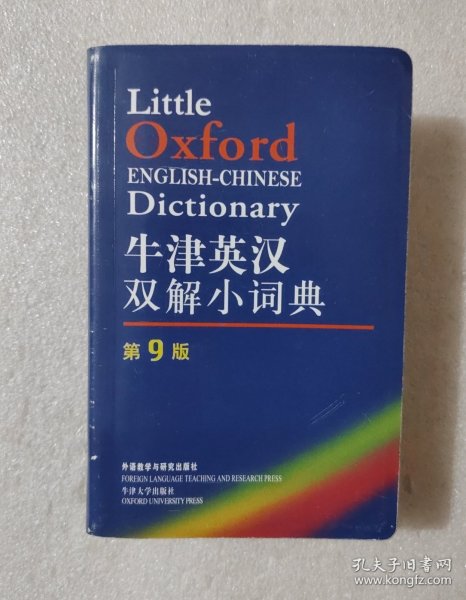 Little
Oxford
ENGLISH-CHINESE
Dictionary
牛津英汉
双解小词典
第9版
外语教学与研究出版社
FOREIGN LANGUAGE TEACHING AND RESEARCH PRESS
牛津大学出版社
OXFORD UNIVERSITY PRESS
孔夫子旧书网
www.kongfz.com